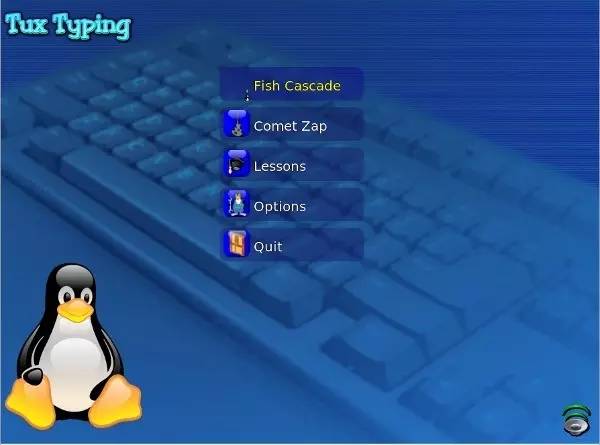 Tux Typing
Fish Cascade
Comet Zap
Lessons
Options
Quit